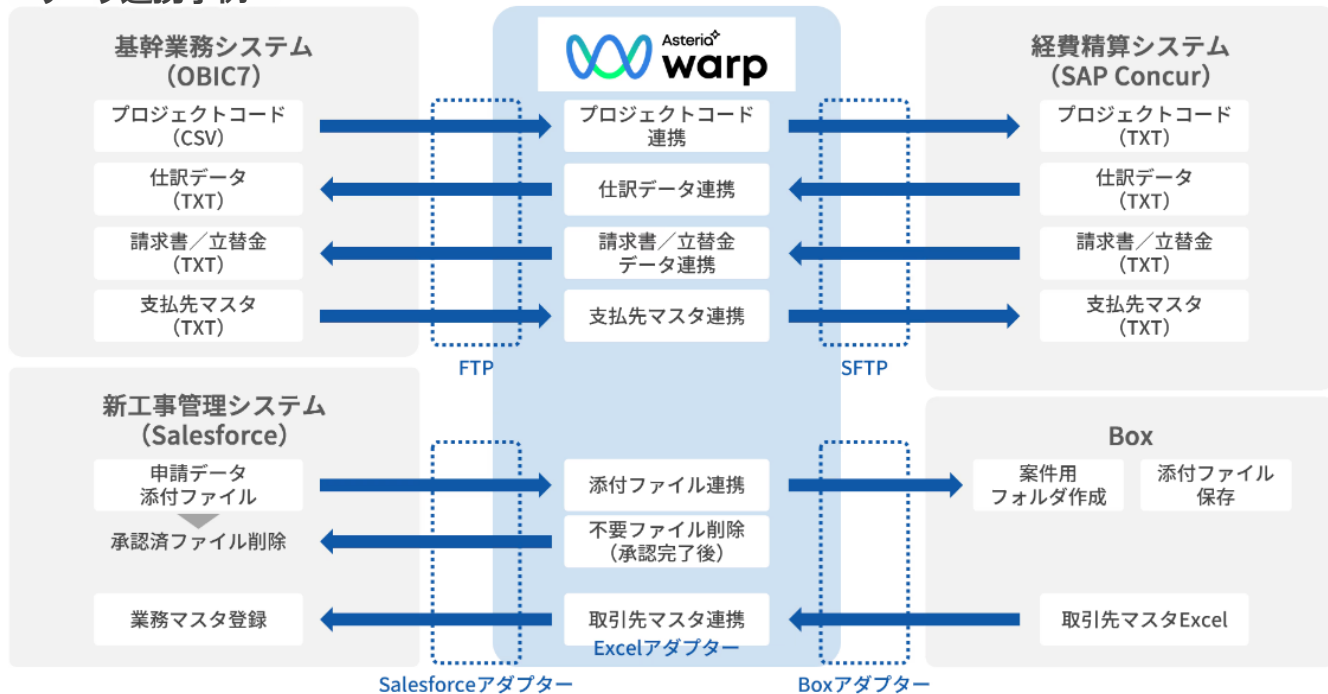 基幹業務システム
（OBIC7）
プロジェクトコード
（CSV）
仕訳データ
（TXT）
請求書／立替金
（TXT）
支払先マスタ
（TXT）
FTP
Asteria
warp
プロジェクトコード
連携
仕訳データ連携
請求書／立替金
データ連携
支払先マスタ連携
SFTP
経費精算システム
（SAP Concur）
プロジェクトコード
（TXT）
仕訳データ
（TXT）
請求書／立替金
（TXT）
支払先マスタ
（TXT）
新工事管理システム
（Salesforce）
申請データ
添付ファイル
承認済ファイル削除
業務マスタ登録
Salesforceアダプター
添付ファイル連携
不要ファイル削除
（承認完了後）
取引先マスタ連携
Excelアダプター
Boxアダプター
Box
案件用
フォルダ作成
添付ファイル
保存
取引先マスタExcel